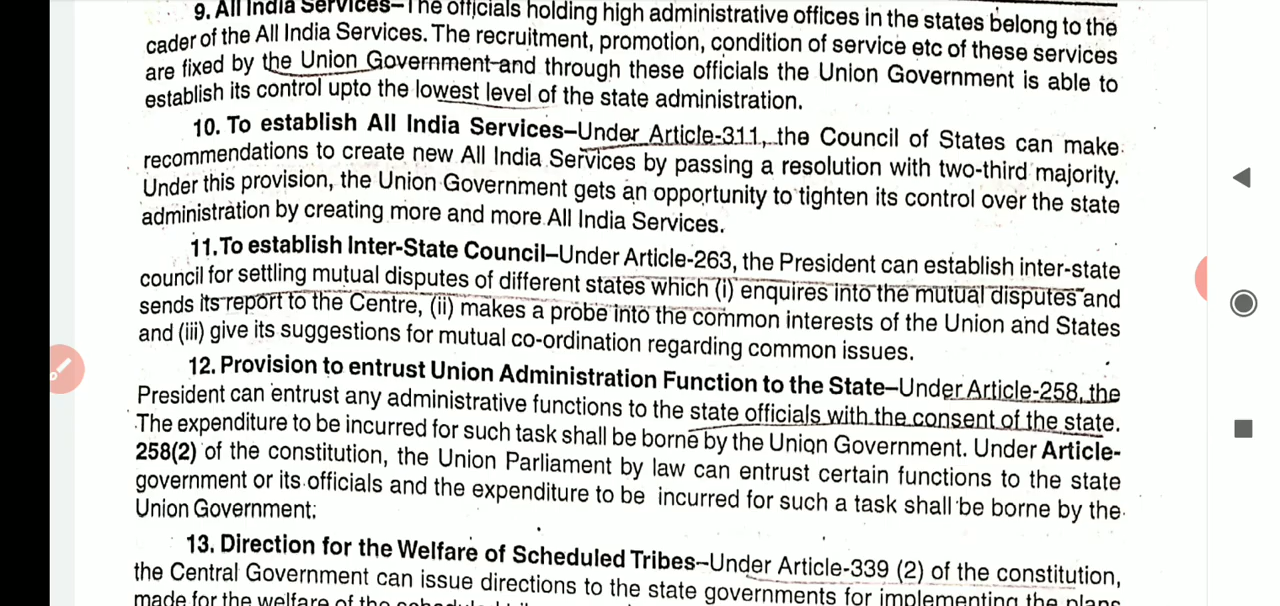 9. All India Services–The officials holding high administrative offices in the states belong to the
cader of the All India Services. The recruitment, promotion, condition of service etc of these services
are fixed by the Union Government and through these officials the Union Government is able to
establish its control upto the lowest level of the state administration.
10. To establish All India Services–Under Article-311, the Council of States can make
recommendations to create new All India Services by passing a resolution with two-third majority.
Under this provision, the Union Government gets an opportunity to tighten its control over the state
administration by creating more and more All India Services.
11.To establish Inter-State Council–Under Article-263, the President can establish inter-state
council for settling mutual disputes of different states which (i) enquires into the mutual disputes and
sends its report to the Centre, (ii) makes a probe into the common interests of the Union and States
and (iii) give its suggestions for mutual co-ordination regarding common issues.
12. Provision to entrust Union Administration Function to the State–Under Article-258, the
President can entrust any administrative functions to the state officials with the consent of the state.
The expenditure to be incurred for such task shall be borne by the Union Government. Under Article-
258(2) of the constitution, the Union Parliament by law can entrust certain functions to the state
government or its officials and the expenditure to be incurred for such a task shall be borne by the
Union Government:
13. Direction for the Welfare of Scheduled Tribes–Under Article-339 (2) of the constitution,
the Central Government can issue directions to the state governments for implementing the plans
made for the welfare of the